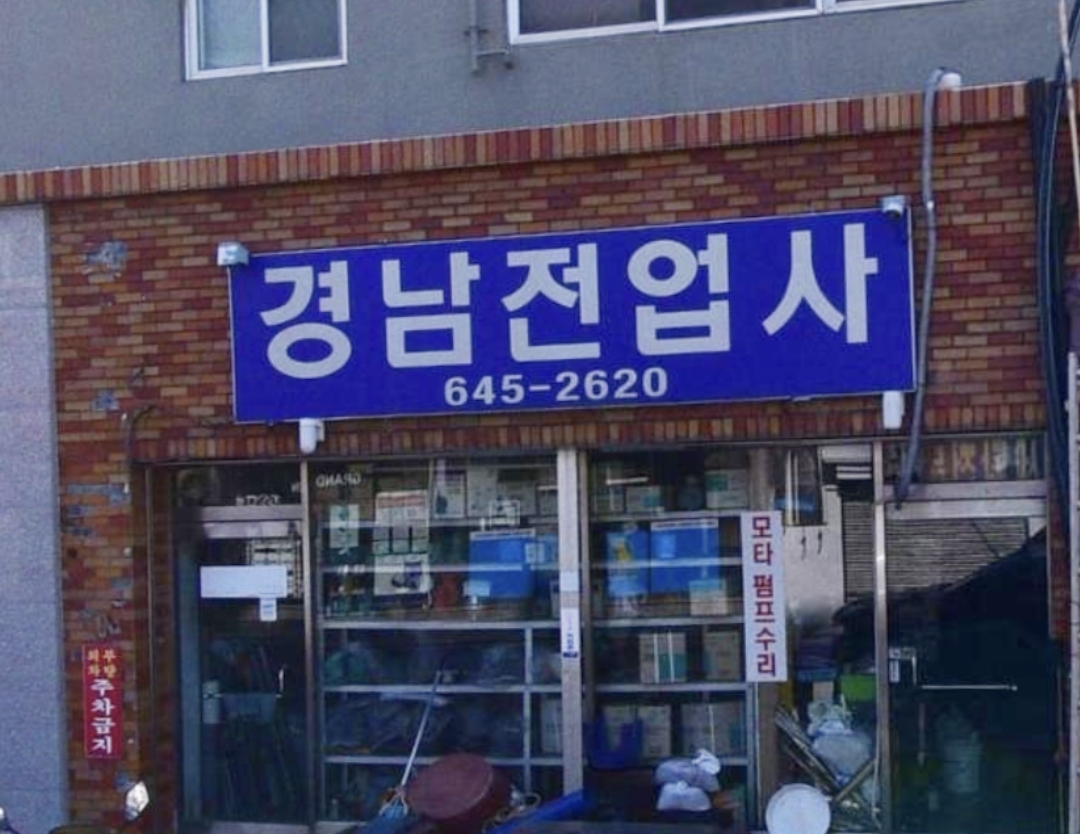 경남전업사
645-2620
GRAND
모타 펌프수리
외부
차량
주차금지